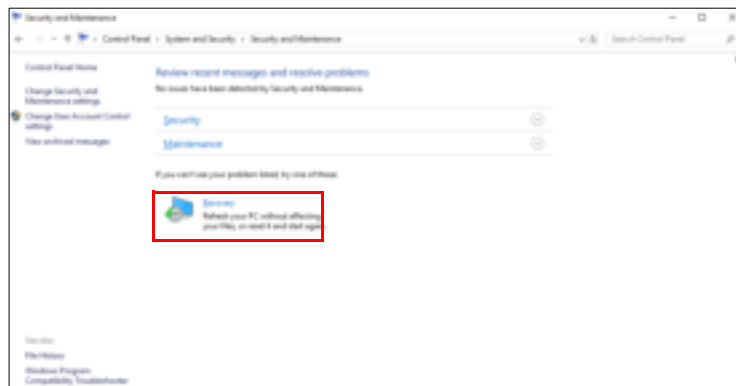 Security and Maintenance
Control Panel › System and Security › Security and Maintenance
Search Control Panel
Control Panel Home
Change Security and
Maintenance settings
Change User Account Control
settings
View archived messages
Review recent messages and resolve problems
No issues have been detected by Security and Maintenance.
Security
Maintenance
If you don't see your problem listed, try one of these:
Recovery
Refresh your PC without affecting
your files, or reset it and start again.
See also
File History
Windows Program
Compatibility Troubleshooter